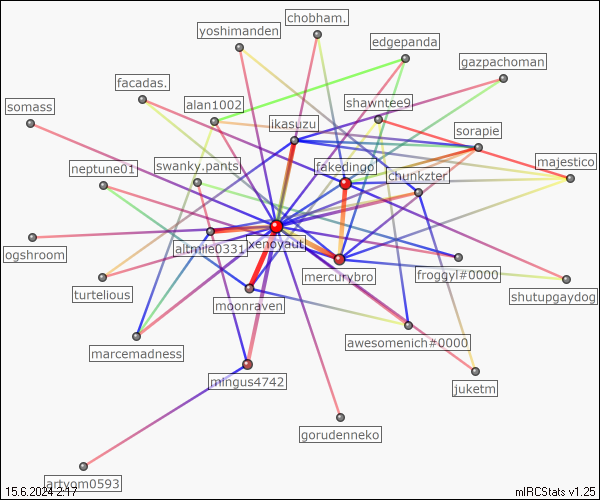 chobham.
yoshimanden
edgepanda
gazpachoman
facadas.
alan1002
shawntee9
somass
ikasuzu
sorapie
swanky.pants
fakedingo
majestico
neptune01
chunkzter
altmile0331
xenoyaut
ogshroom
mercurybro
froggyl#0000
turtelious
moonraven
shutupgaydog
marcemadness
awesomenich#0000
mingus4742
juketm
gorudenneko
artyom0593
15.6.2024 2:17
mIRCStats v1.25